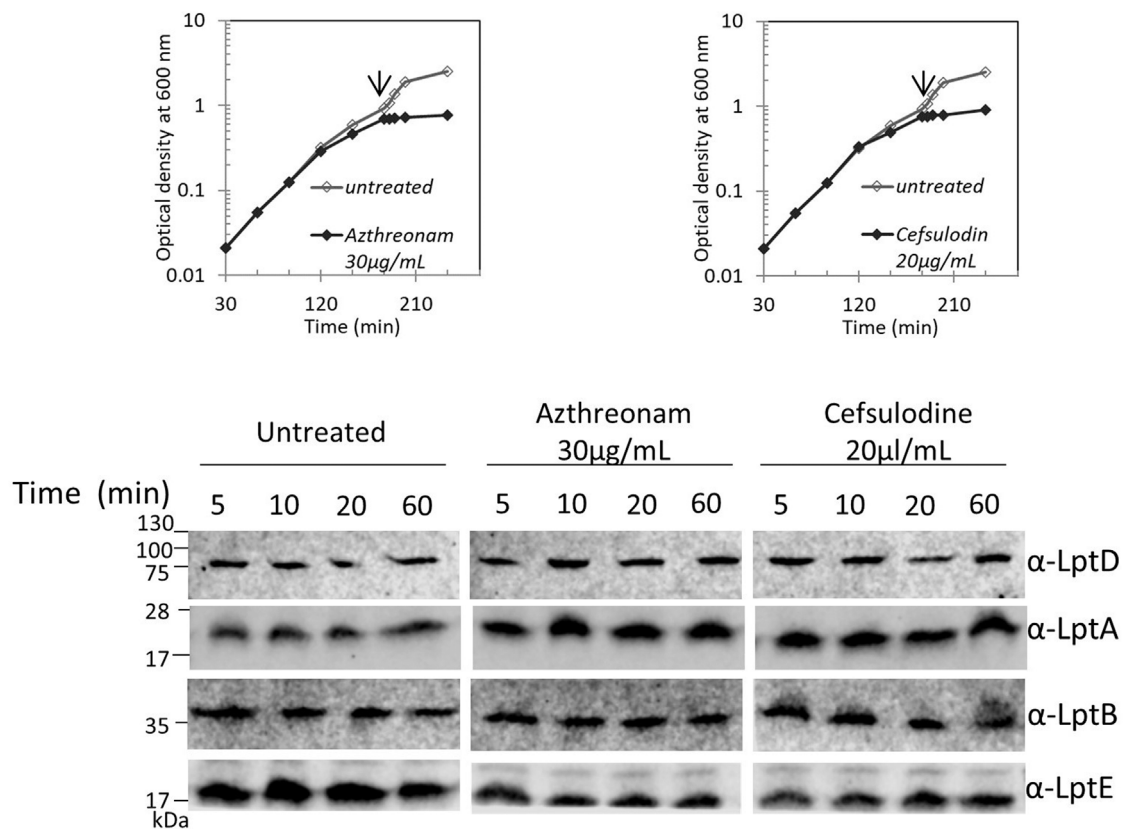 Optical density at 600 nm
10
1
0.1
0.01
30
120
210
Time (min)
untreated
Azthreonam
30µg/mL
Optical density at 600 nm
10
1
0.1
0.01
30
120
210
Time (min)
untreated
Cefsulodin
20µg/mL
Untreated
Azthreonam
30µg/mL
Cefsulodine
20µl/mL
Time (min) 5 10 20 60 5 10 20 60 5 10 20 60
130
100
75
α-LptD
28
17
α-LptA
35
α-LptB
17
kDa
α-LptE